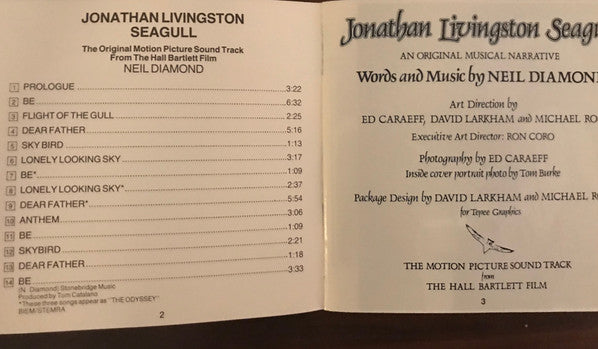 JONATHAN LIVINGSTON
SEAGULL
The Original Motion Picture Sound Track
From The Hall Bartlett Film
NEIL DIAMOND
1 PROLOGUE 3:22
2 BE 6:32
3 FLIGHT OF THE GULL 2:25
4 DEAR FATHER 5:16
5 SKY BIRD 1:13
6 LONELY LOOKING SKY 3:17
7 BE* 1:09
8 LONELY LOOKING SKY* 2:37
9 DEAR FATHER* 5:54
10 ANTHEM 3:06
11 BE 1:09
12 SKYBIRD 2:21
13 DEAR FATHER 1:18
14 BE 3:33
(N. Diamond) Stonebridge Music
Produced by Tom Catalano
*These three songs appear as "THE ODYSSEY"
BIEM/STEMRA
2
Jonathan Livingston Seagu
AN ORIGINAL MUSICAL NARRATIVE
Words and Music by NEIL DIAMON
Art Direction by
ED CARAEFF, DAVID LARKHAM and MICHAEL RO
Executive Art Director: RON CORO
Photography by ED CARAEFF
Inside cover portrait photo by Tom Burke
Package Design by DAVID LARKHAM and MICHAEL R
for Tepee Graphics
THE MOTION PICTURE SOUND TRACK
from
THE HALL BARTLETT FILM
3